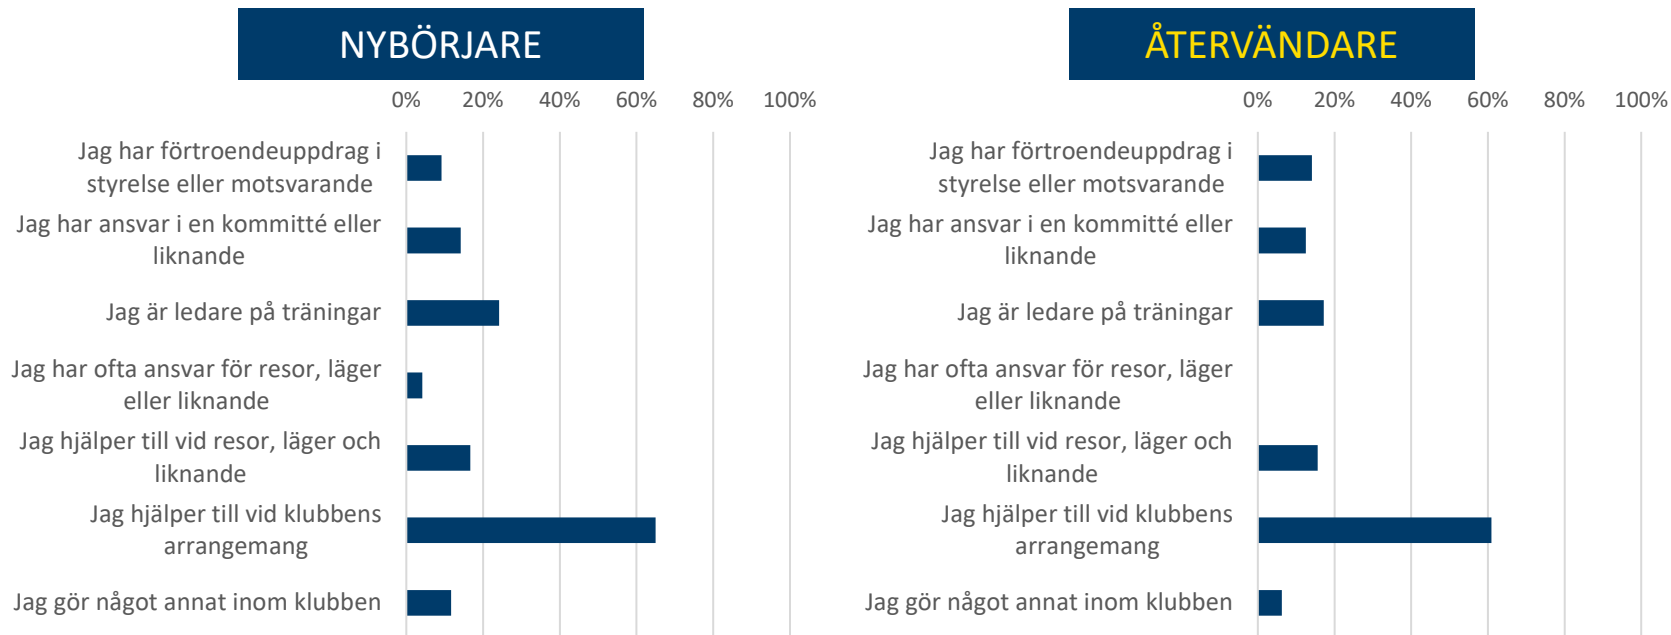 NYBÖRJARE
0% 20% 40% 60% 80% 100%
Jag har förtroendeuppdrag i
styrelse eller motsvarande
Jag har ansvar i en kommitté eller
liknande
Jag är ledare på träningar
Jag har ofta ansvar för resor, läger
eller liknande
Jag hjälper till vid resor, läger och
liknande
Jag hjälper till vid klubbens
arrangemang
Jag gör något annat inom klubben
ÅTERVÄNDARE
0% 20% 40% 60% 80% 100%
Jag har förtroendeuppdrag i
styrelse eller motsvarande
Jag har ansvar i en kommitté eller
liknande
Jag är ledare på träningar
Jag har ofta ansvar för resor, läger
eller liknande
Jag hjälper till vid resor, läger och
liknande
Jag hjälper till vid klubbens
arrangemang
Jag gör något annat inom klubben